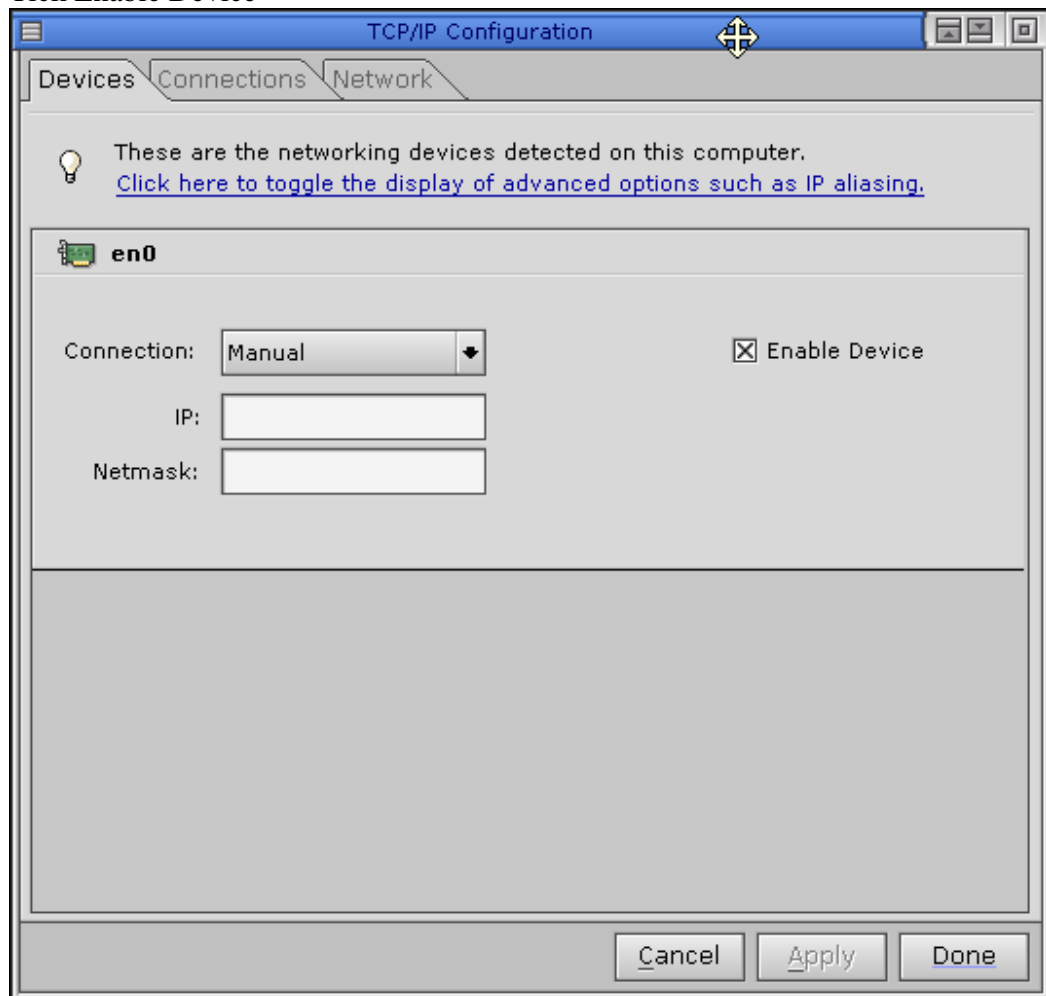 TCP/IP Configuration
Devices Connections Network
These are the networking devices detected on this computer.
Click here to toggle the display of advanced options such as IP aliasing.
en0
Connection: Manual Enable Device
IP:
Netmask:
Cancel Apply Done